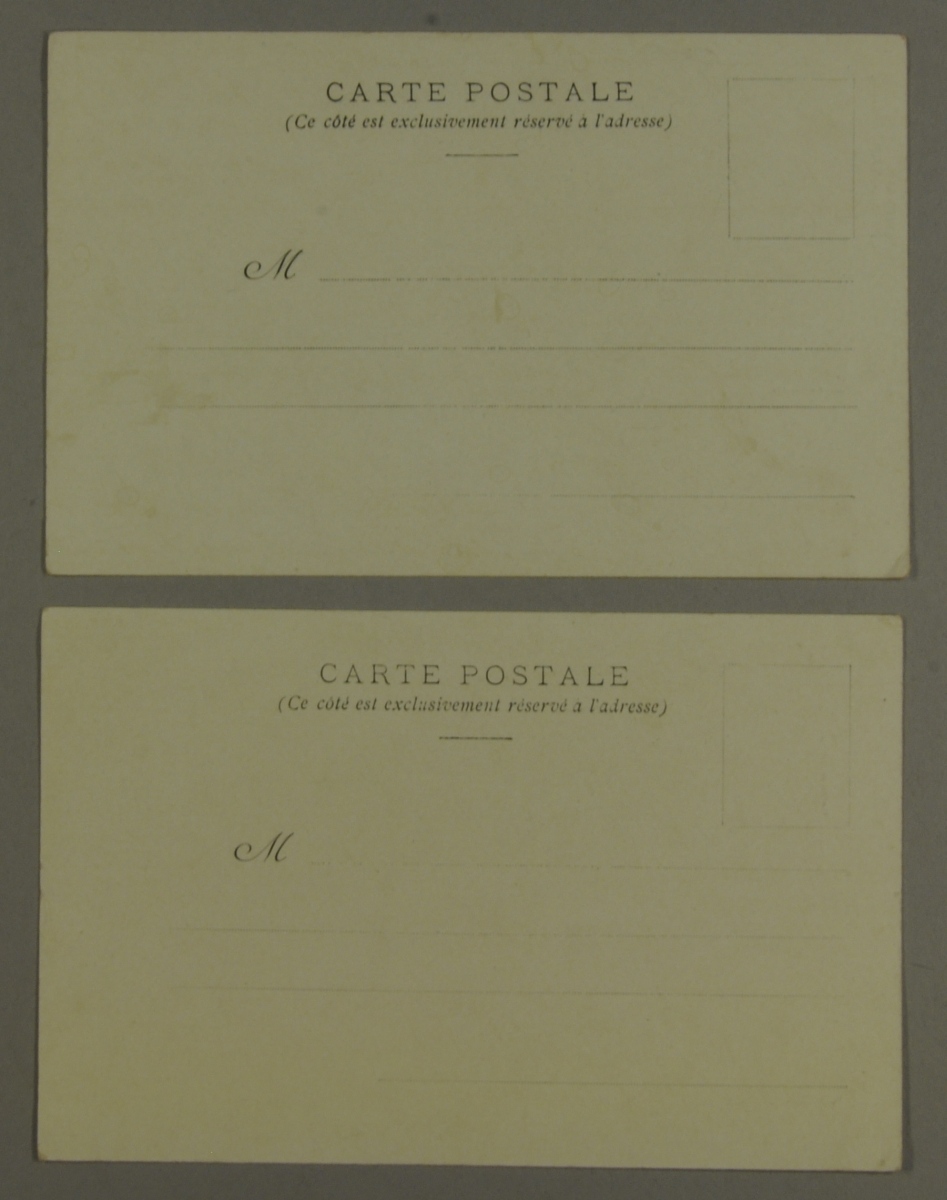 CARTE POSTALE
(Ce côté est exclusivement réservé à l'adresse)
M
CARTE POSTALE
(Ce côté est exclusivement réservé à l'adresse)
M